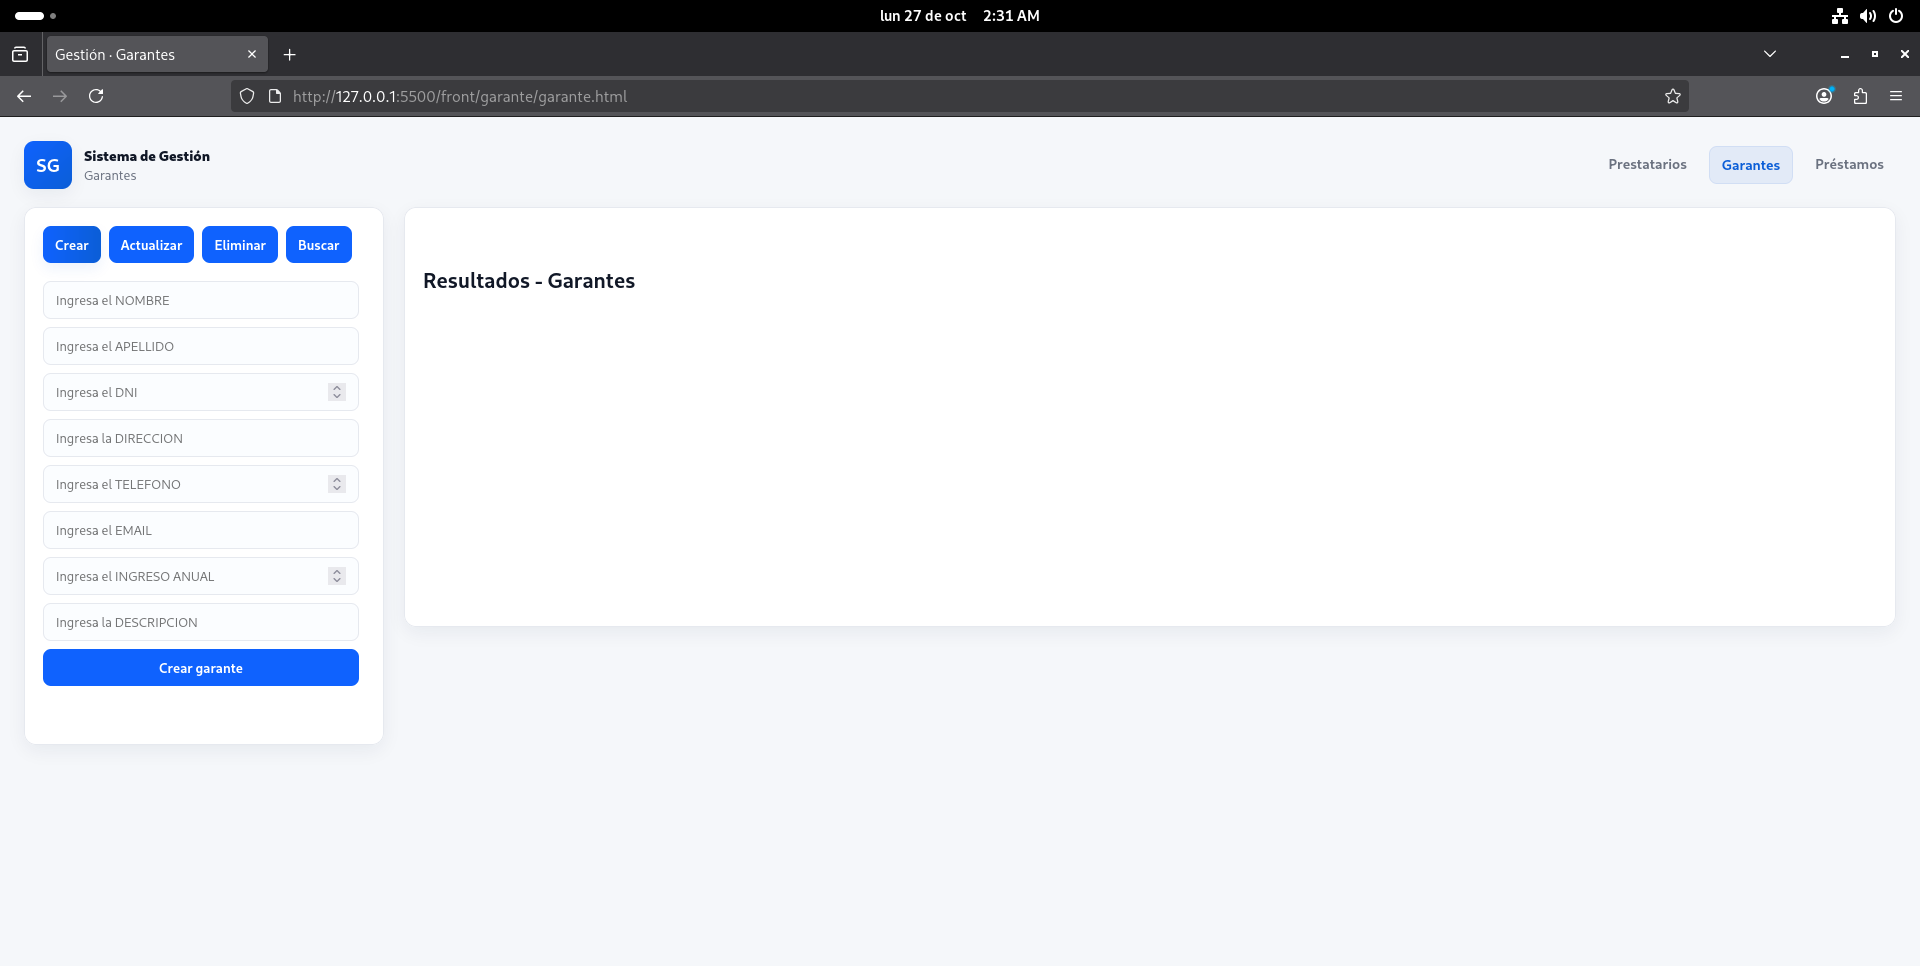 lun 27 de oct 2:31 AM
Gestión · Garantes
http://127.0.0.1:5500/front/garante/garante.html
SG
Sistema de Gestión
Garantes
Prestatarios Garantes Préstamos
Crear Actualizar Eliminar Buscar
Ingresa el NOMBRE
Ingresa el APELLIDO
Ingresa el DNI
Ingresa la DIRECCION
Ingresa el TELEFONO
Ingresa el EMAIL
Ingresa el INGRESO ANUAL
Ingresa la DESCRIPCION
Crear garante
Resultados - Garantes